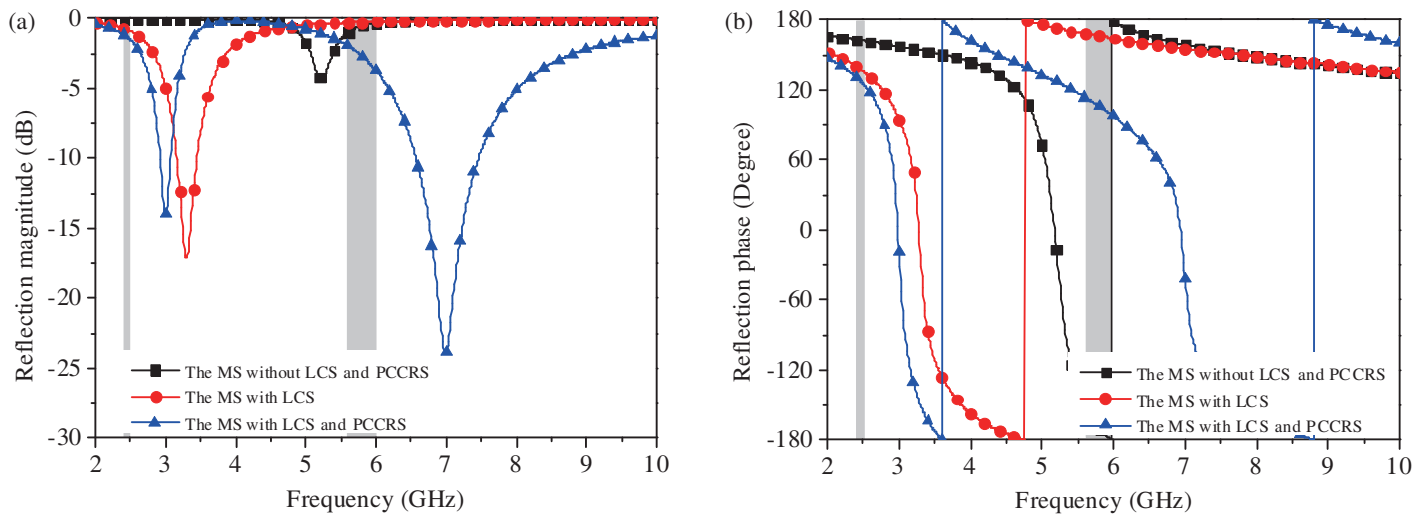 (a)
Reflection magnitude (dB)
0
-5
-10
-15
-20
-25
-30
The MS without LCS and PCCRS
The MS with LCS
The MS with LCS and PCCRS
2 3 4 5 6 7 8 9 10
Frequency (GHz)
(b)
Reflection phase (Degree)
180
120
60
0
-60
-120
-180
The MS without LCS and PCCRS
The MS with LCS
The MS with LCS and PCCRS
2 3 4 5 6 7 8 9 10
Frequency (GHz)